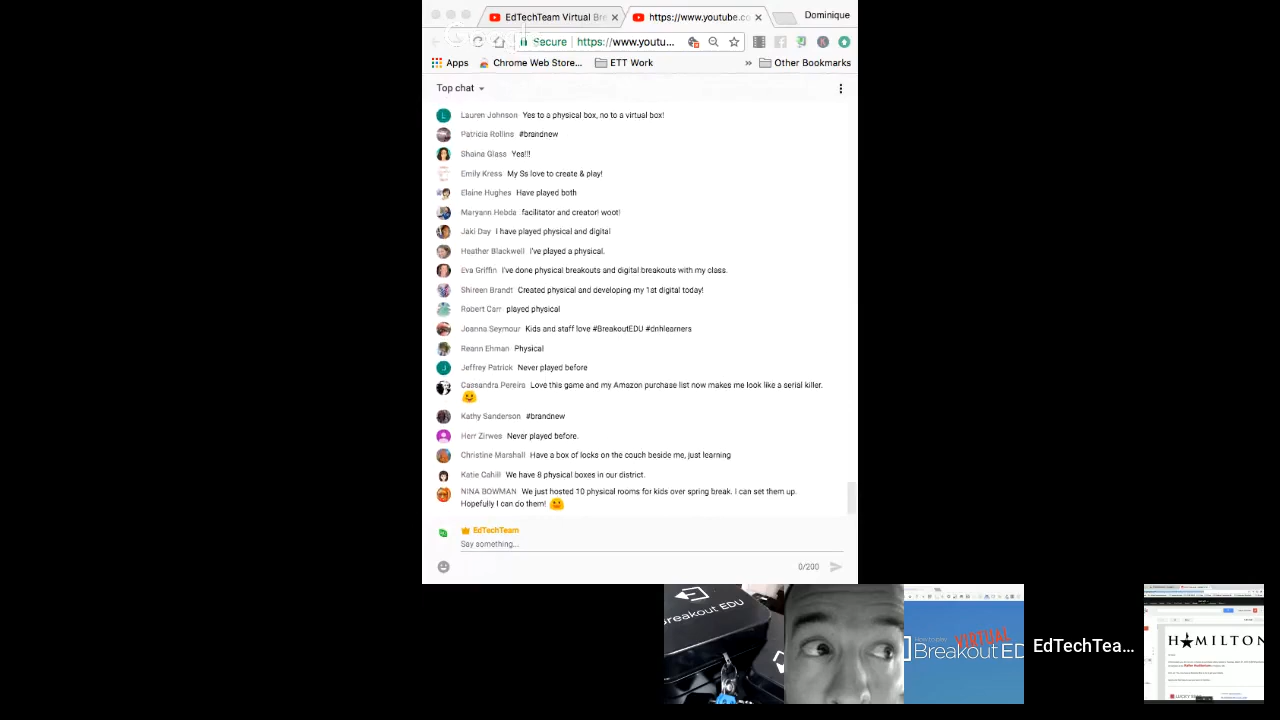 EdTechTeam Virtual Bre
https://www.youtube.co
Dominique
Secure https://www.youtu...
Apps Chrome Web Store... ETT Work » Other Bookmarks
Top chat
Lauren Johnson Yes to a physical box, no to a virtual box!
Patricia Rollins #brandnew
Shaina Glass Yes!!!
Emily Kress My Ss love to create & play!
Elaine Hughes Have played both
Maryann Hebda facilitator and creator! woot!
Jaki Day I have played physical and digital
Heather Blackwell I've played a physical.
Eva Griffin I've done physical breakouts and digital breakouts with my class.
Shireen Brandt Created physical and developing my 1st digital today!
Robert Carr played physical
Joanna Seymour Kids and staff love #BreakoutEDU #dnhlearners
Reann Ehman Physical
Jeffrey Patrick Never played before
Cassandra Pereira Love this game and my Amazon purchase list now makes me look like a serial killer.
Kathy Sanderson #brandnew
Herr Zirwes Never played before.
Christine Marshall Have a box of locks on the couch beside me, just learning
Katie Cahill We have 8 physical boxes in our district.
NINA BOWMAN We just hosted 10 physical rooms for kids over spring break. I can set them up.
Hopefully I can do them!
EdTechTeam
Say something...
0/200
Breakout EDU
VIRTUAL
Breakout ED
EdTechTea...
HAMILTON